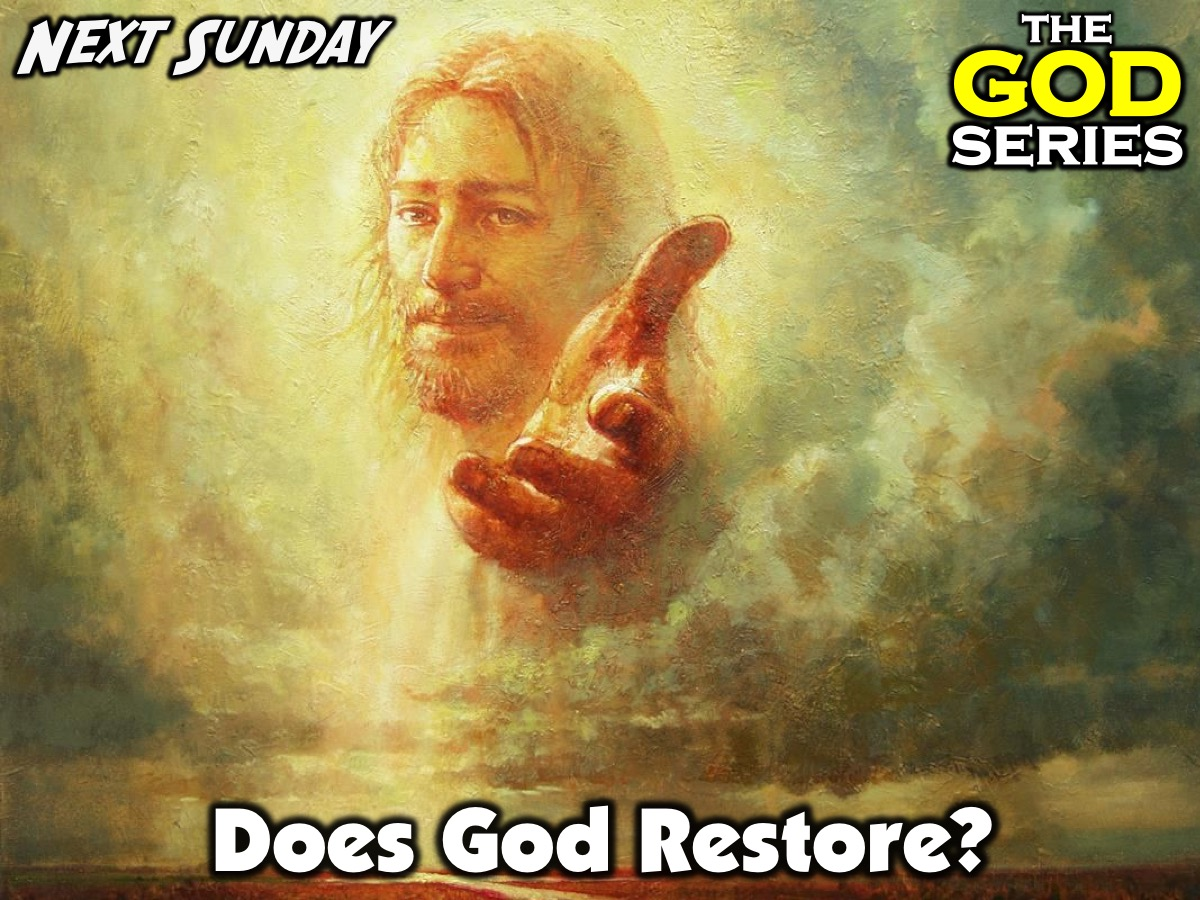 Next Sunday
THE
GOD
SERIES
Does God Restore?